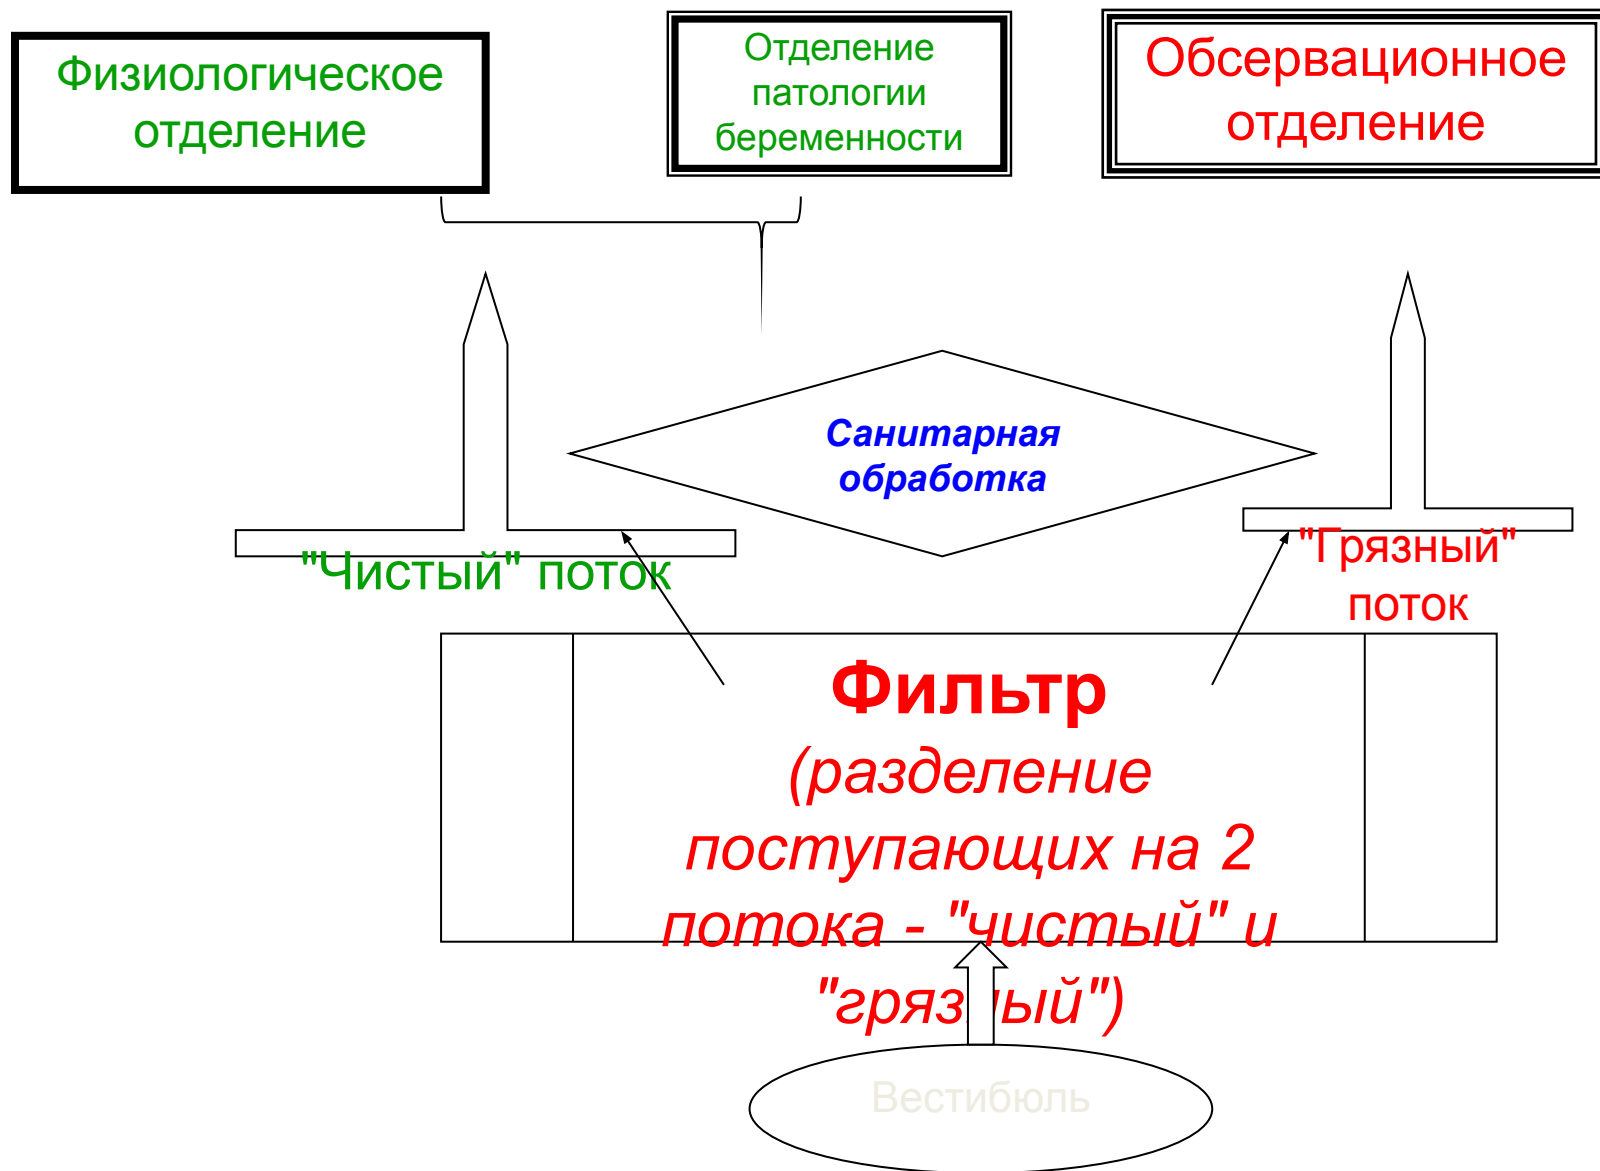 Физиологическое
отделение
Отделение
патологии
беременности
Обсервационное
отделение
Санитарная
обработка
"Чистый" поток
"Грязный"
поток
Фильтр
(разделение
поступающих на 2
потока - "чистый" и
"грязный")
Вестибюль